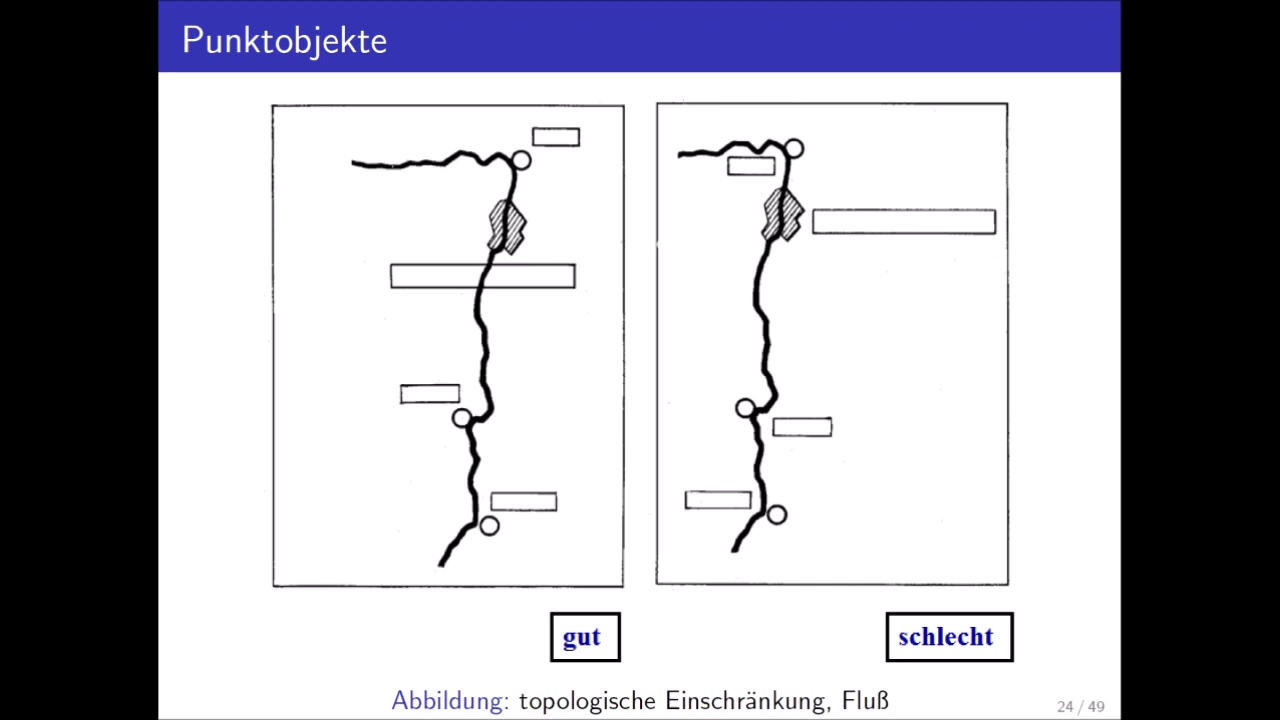 Punktobjekte
gut
schlecht
Abbildung: topologische Einschränkung, Fluß
24 / 49